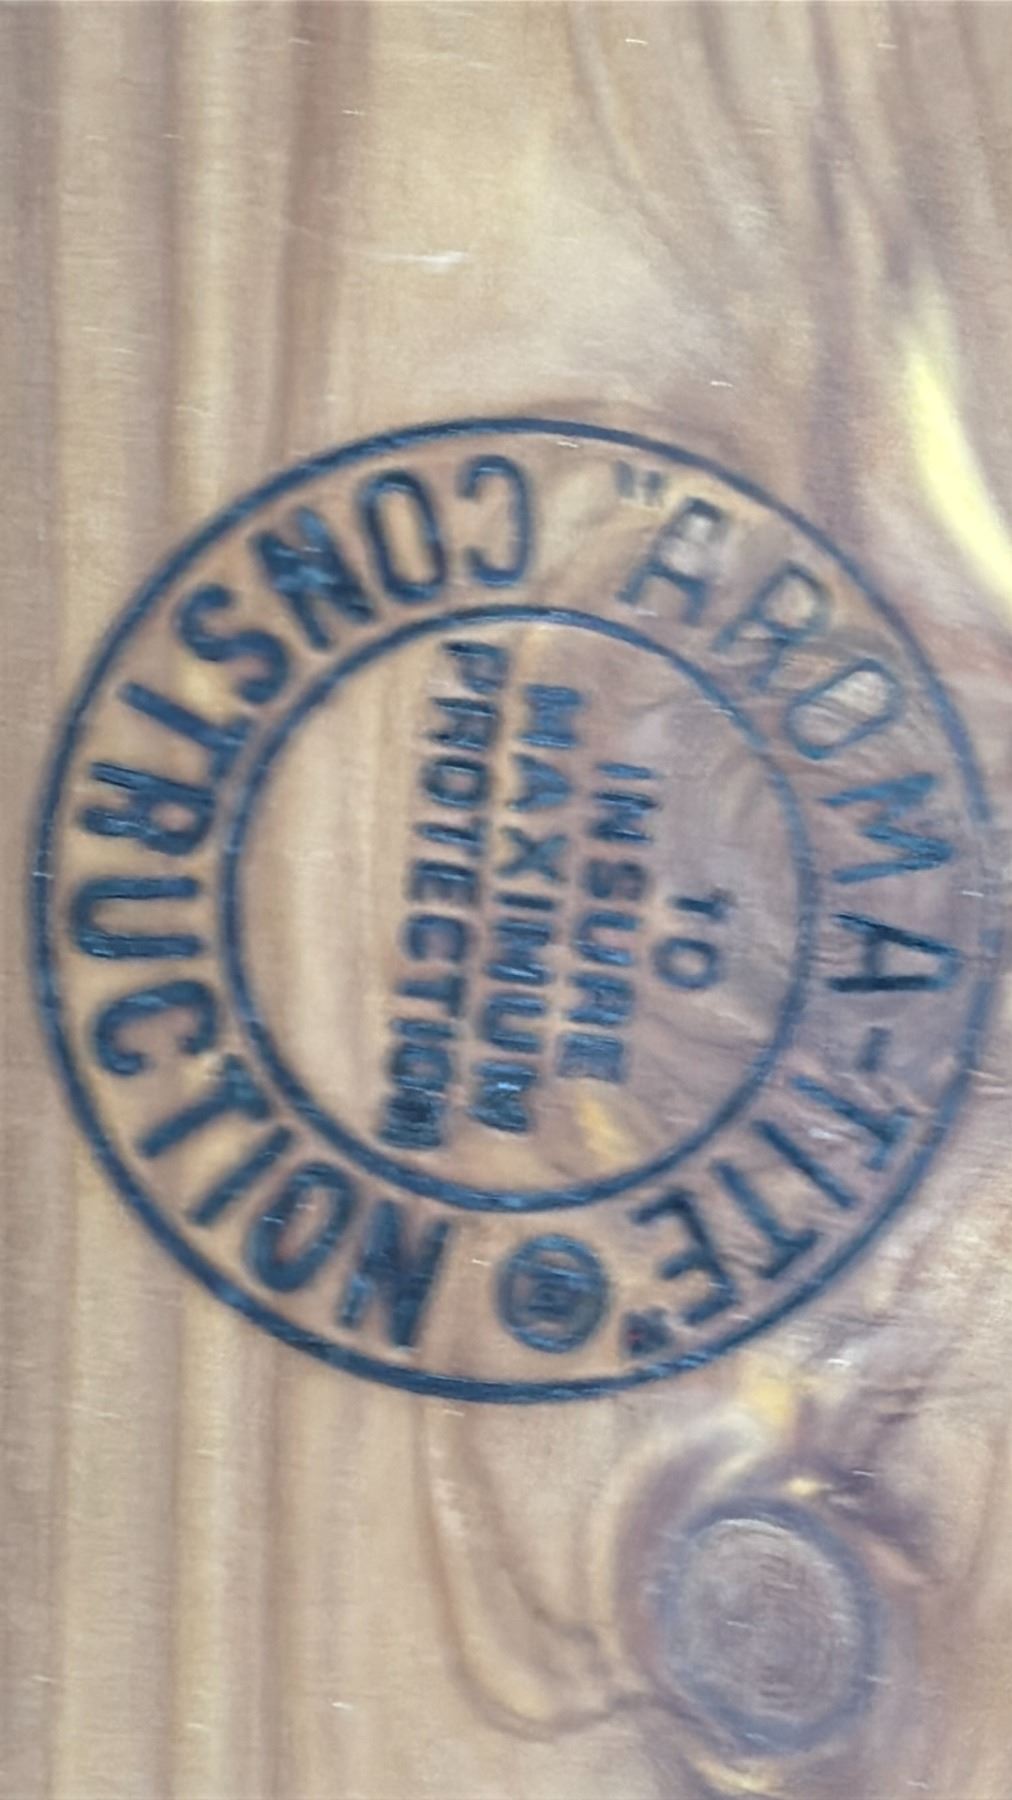 "AROMA-TITE"
CONSTRUCTION
TO
INSURE
MAXIMUM
PROTECTION